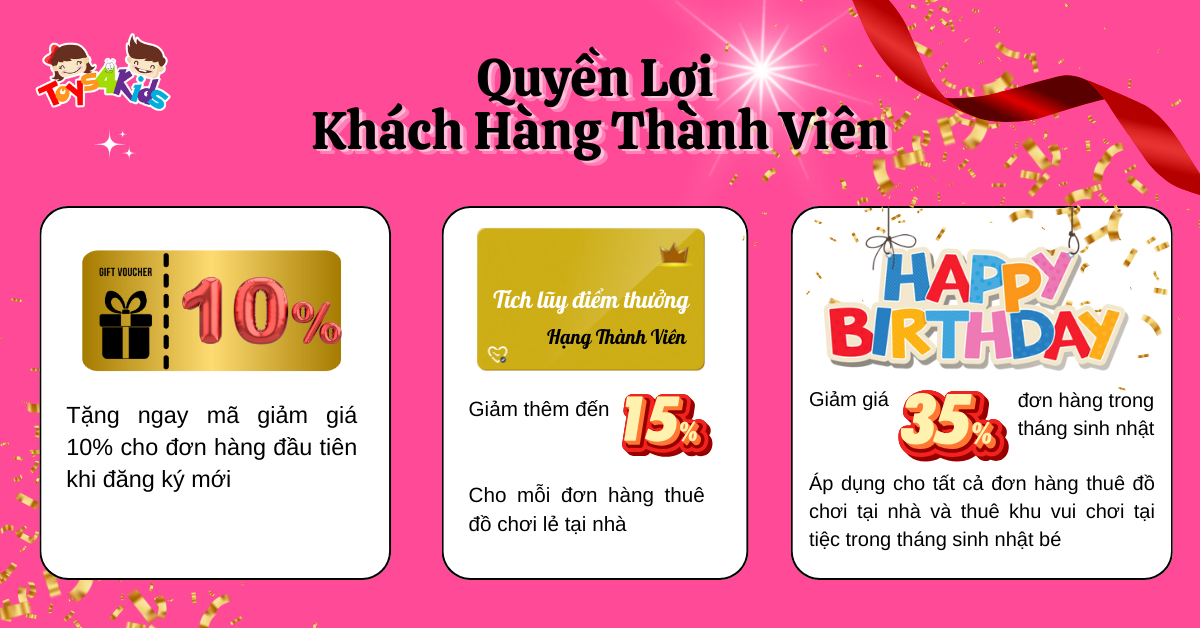 Toys4Kids
Quyền Lợi
Khách Hàng Thành Viên
GIFT VOUCHER
10%
Tặng ngay mã giảm giá
10% cho đơn hàng đầu tiên
khi đăng ký mới
Tích lũy điểm thưởng
Hạng Thành Viên
Giảm thêm đến 15%
Cho mỗi đơn hàng thuê
đồ chơi lẻ tại nhà
HAPPY
BIRTHDAY
Giảm giá 35% đơn hàng trong
tháng sinh nhật
Áp dụng cho tất cả đơn hàng thuê đồ
chơi tại nhà và thuê khu vui chơi tại
tiệc trong tháng sinh nhật bé